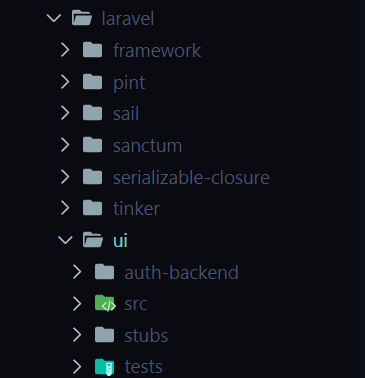 laravel
framework
pint
sail
sanctum
serializable-closure
tinker
ui
auth-backend
src
stubs
tests